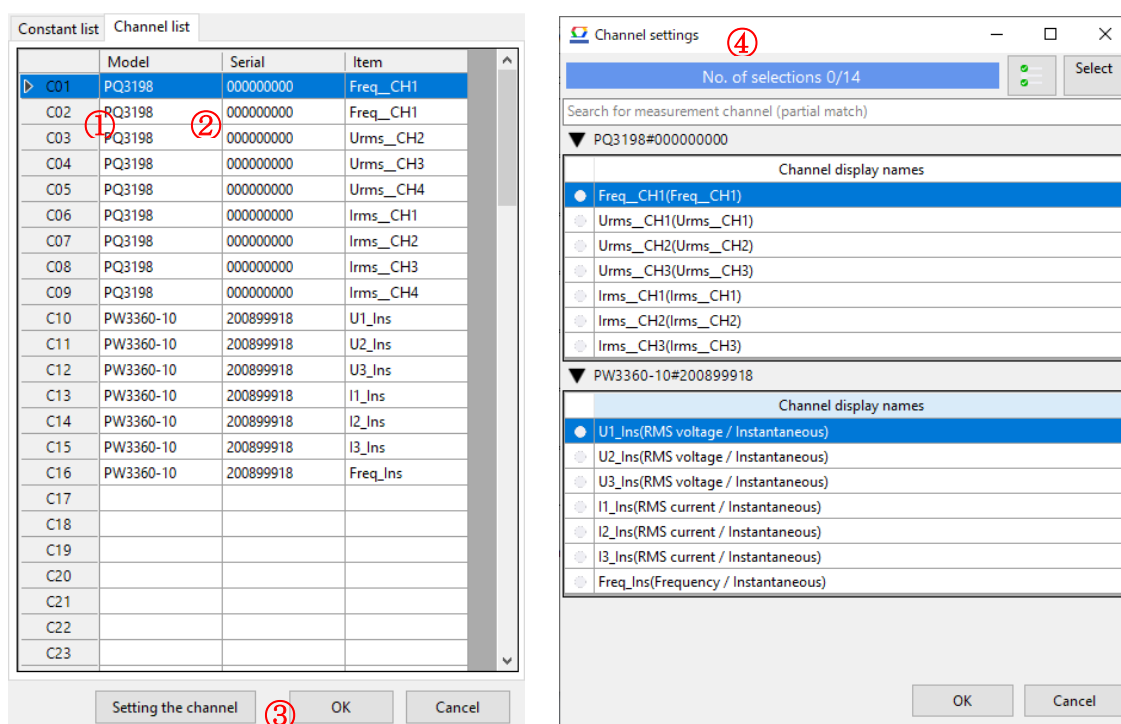 Constant list Channel list
Model Serial Item
C01 PQ3198 000000000 Freq__CH1
C02 PQ3198 000000000 Freq__CH1
① ②
C03 PQ3198 000000000 Urms__CH2
C04 PQ3198 000000000 Urms__CH3
C05 PQ3198 000000000 Urms__CH4
C06 PQ3198 000000000 Irms__CH1
C07 PQ3198 000000000 Irms__CH2
C08 PQ3198 000000000 Irms__CH3
C09 PQ3198 000000000 Irms__CH4
C10 PW3360-10 200899918 U1_Ins
C11 PW3360-10 200899918 U2_Ins
C12 PW3360-10 200899918 U3_Ins
C13 PW3360-10 200899918 I1_Ins
C14 PW3360-10 200899918 I2_Ins
C15 PW3360-10 200899918 I3_Ins
C16 PW3360-10 200899918 Freq_Ins
C17
C18
C19
C20
C21
C22
C23
Setting the channel ③ OK Cancel
Channel settings ④
No. of selections 0/14 Select
Search for measurement channel (partial match)
PQ3198#000000000
Channel display names
Freq__CH1(Freq__CH1)
Urms__CH1(Urms__CH1)
Urms__CH2(Urms__CH2)
Urms__CH3(Urms__CH3)
Irms__CH1(Irms__CH1)
Irms__CH2(Irms__CH2)
Irms__CH3(Irms__CH3)
PW3360-10#200899918
Channel display names
U1_Ins(RMS voltage / Instantaneous)
U2_Ins(RMS voltage / Instantaneous)
U3_Ins(RMS voltage / Instantaneous)
I1_Ins(RMS current / Instantaneous)
I2_Ins(RMS current / Instantaneous)
I3_Ins(RMS current / Instantaneous)
Freq_Ins(Frequency / Instantaneous)
OK Cancel